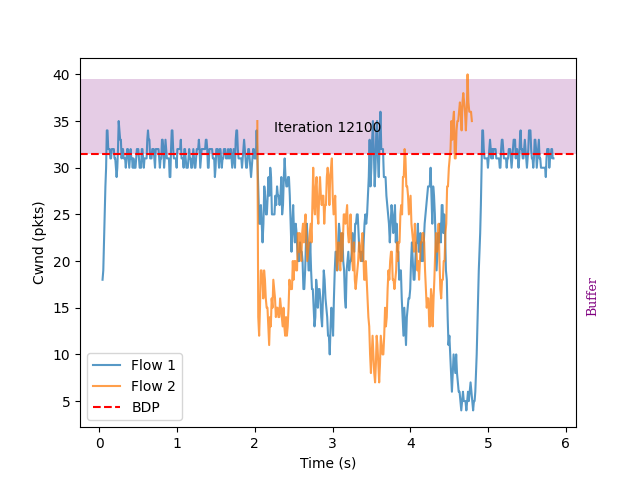 40
35
30
25
20
15
10
5
Cwnd (pkts)
Iteration 12100
Buffer
Flow 1
Flow 2
BDP
0 1 2 3 4 5 6
Time (s)